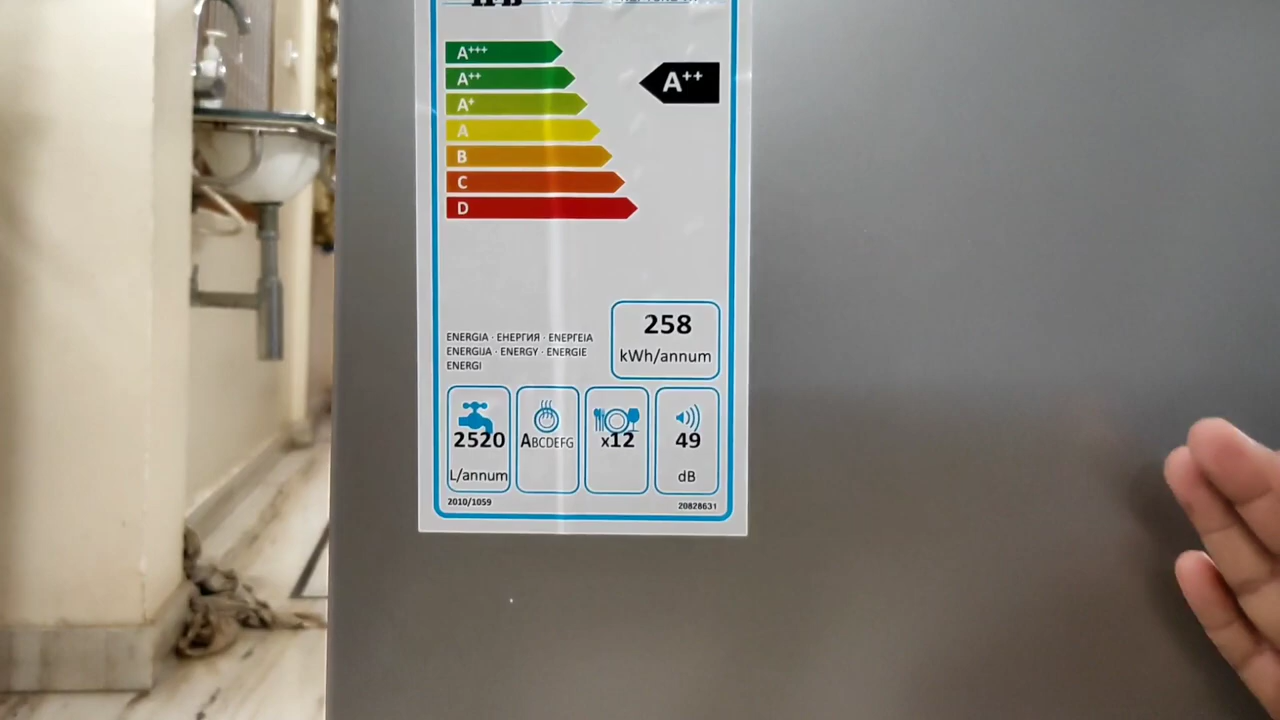 A+++
A++
A++
A+
A
B
C
D
258
kWh/annum
ENERGIA · ЕНЕРГИЯ · ΕΝΕΡΓΕΙΑ
ENERGIJA · ENERGY · ENERGIE
ENERGI
2520
L/annum
ABCDEFG
x12
49
dB
2010/1059
20828631